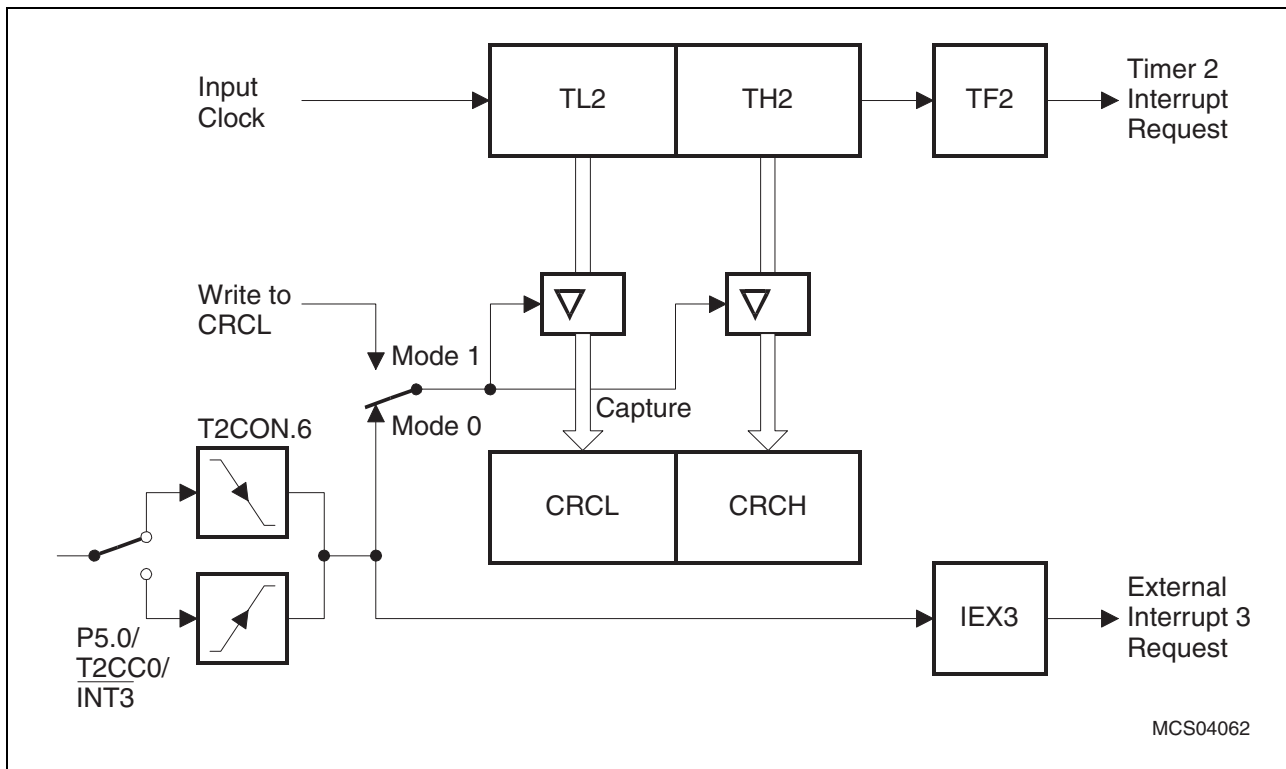 Input
Clock
TL2
TH2
TF2
Timer 2
Interrupt
Request
Write to
CRCL
Mode 1
Mode 0
Capture
T2CON.6
CRCL
CRCH
P5.0/
T2CC0/
INT3
IEX3
External
Interrupt 3
Request
MCS04062